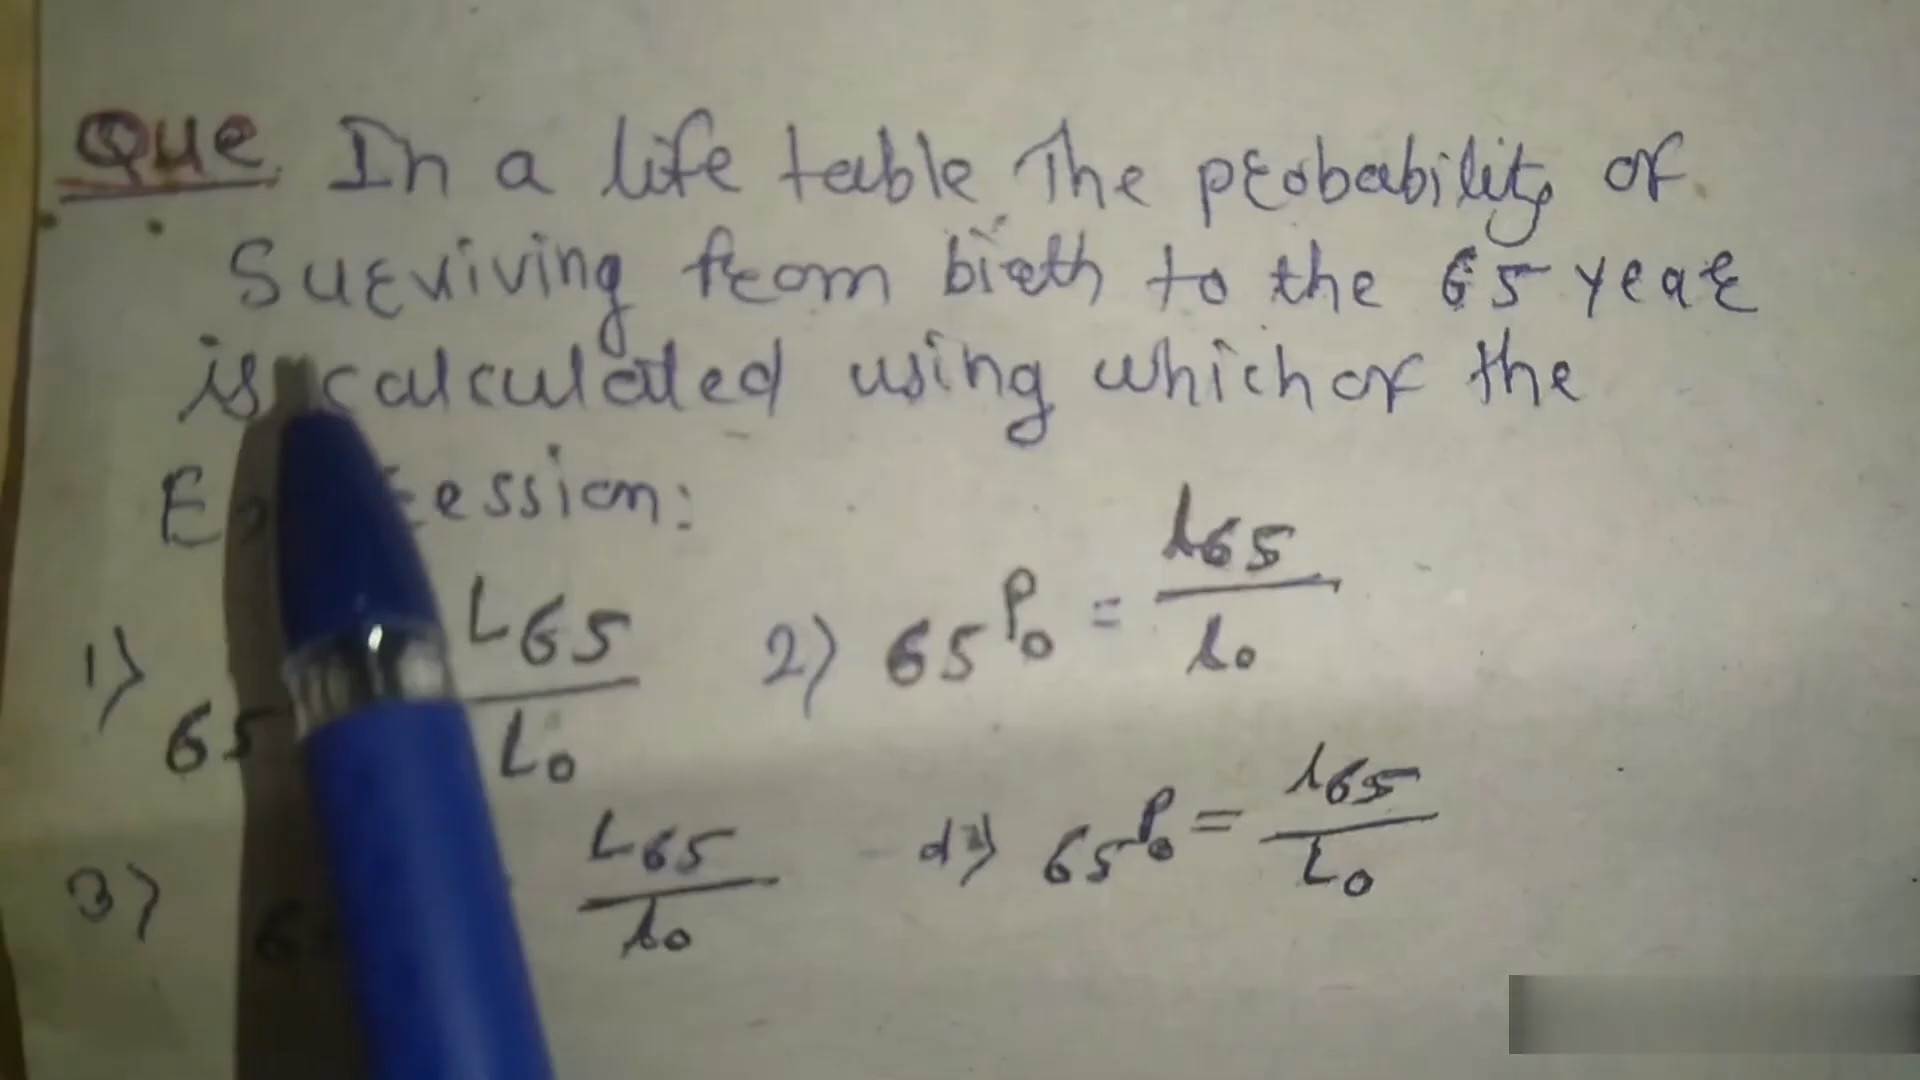 Que. In a life table The probability of
Surviving from birth to the 65 year
is calculated using which of the
ession:
1) 65 L65 / L0 2) 65P0 = l65 / l0
3) L65 / l0 d) 65P0 = l65 / L0